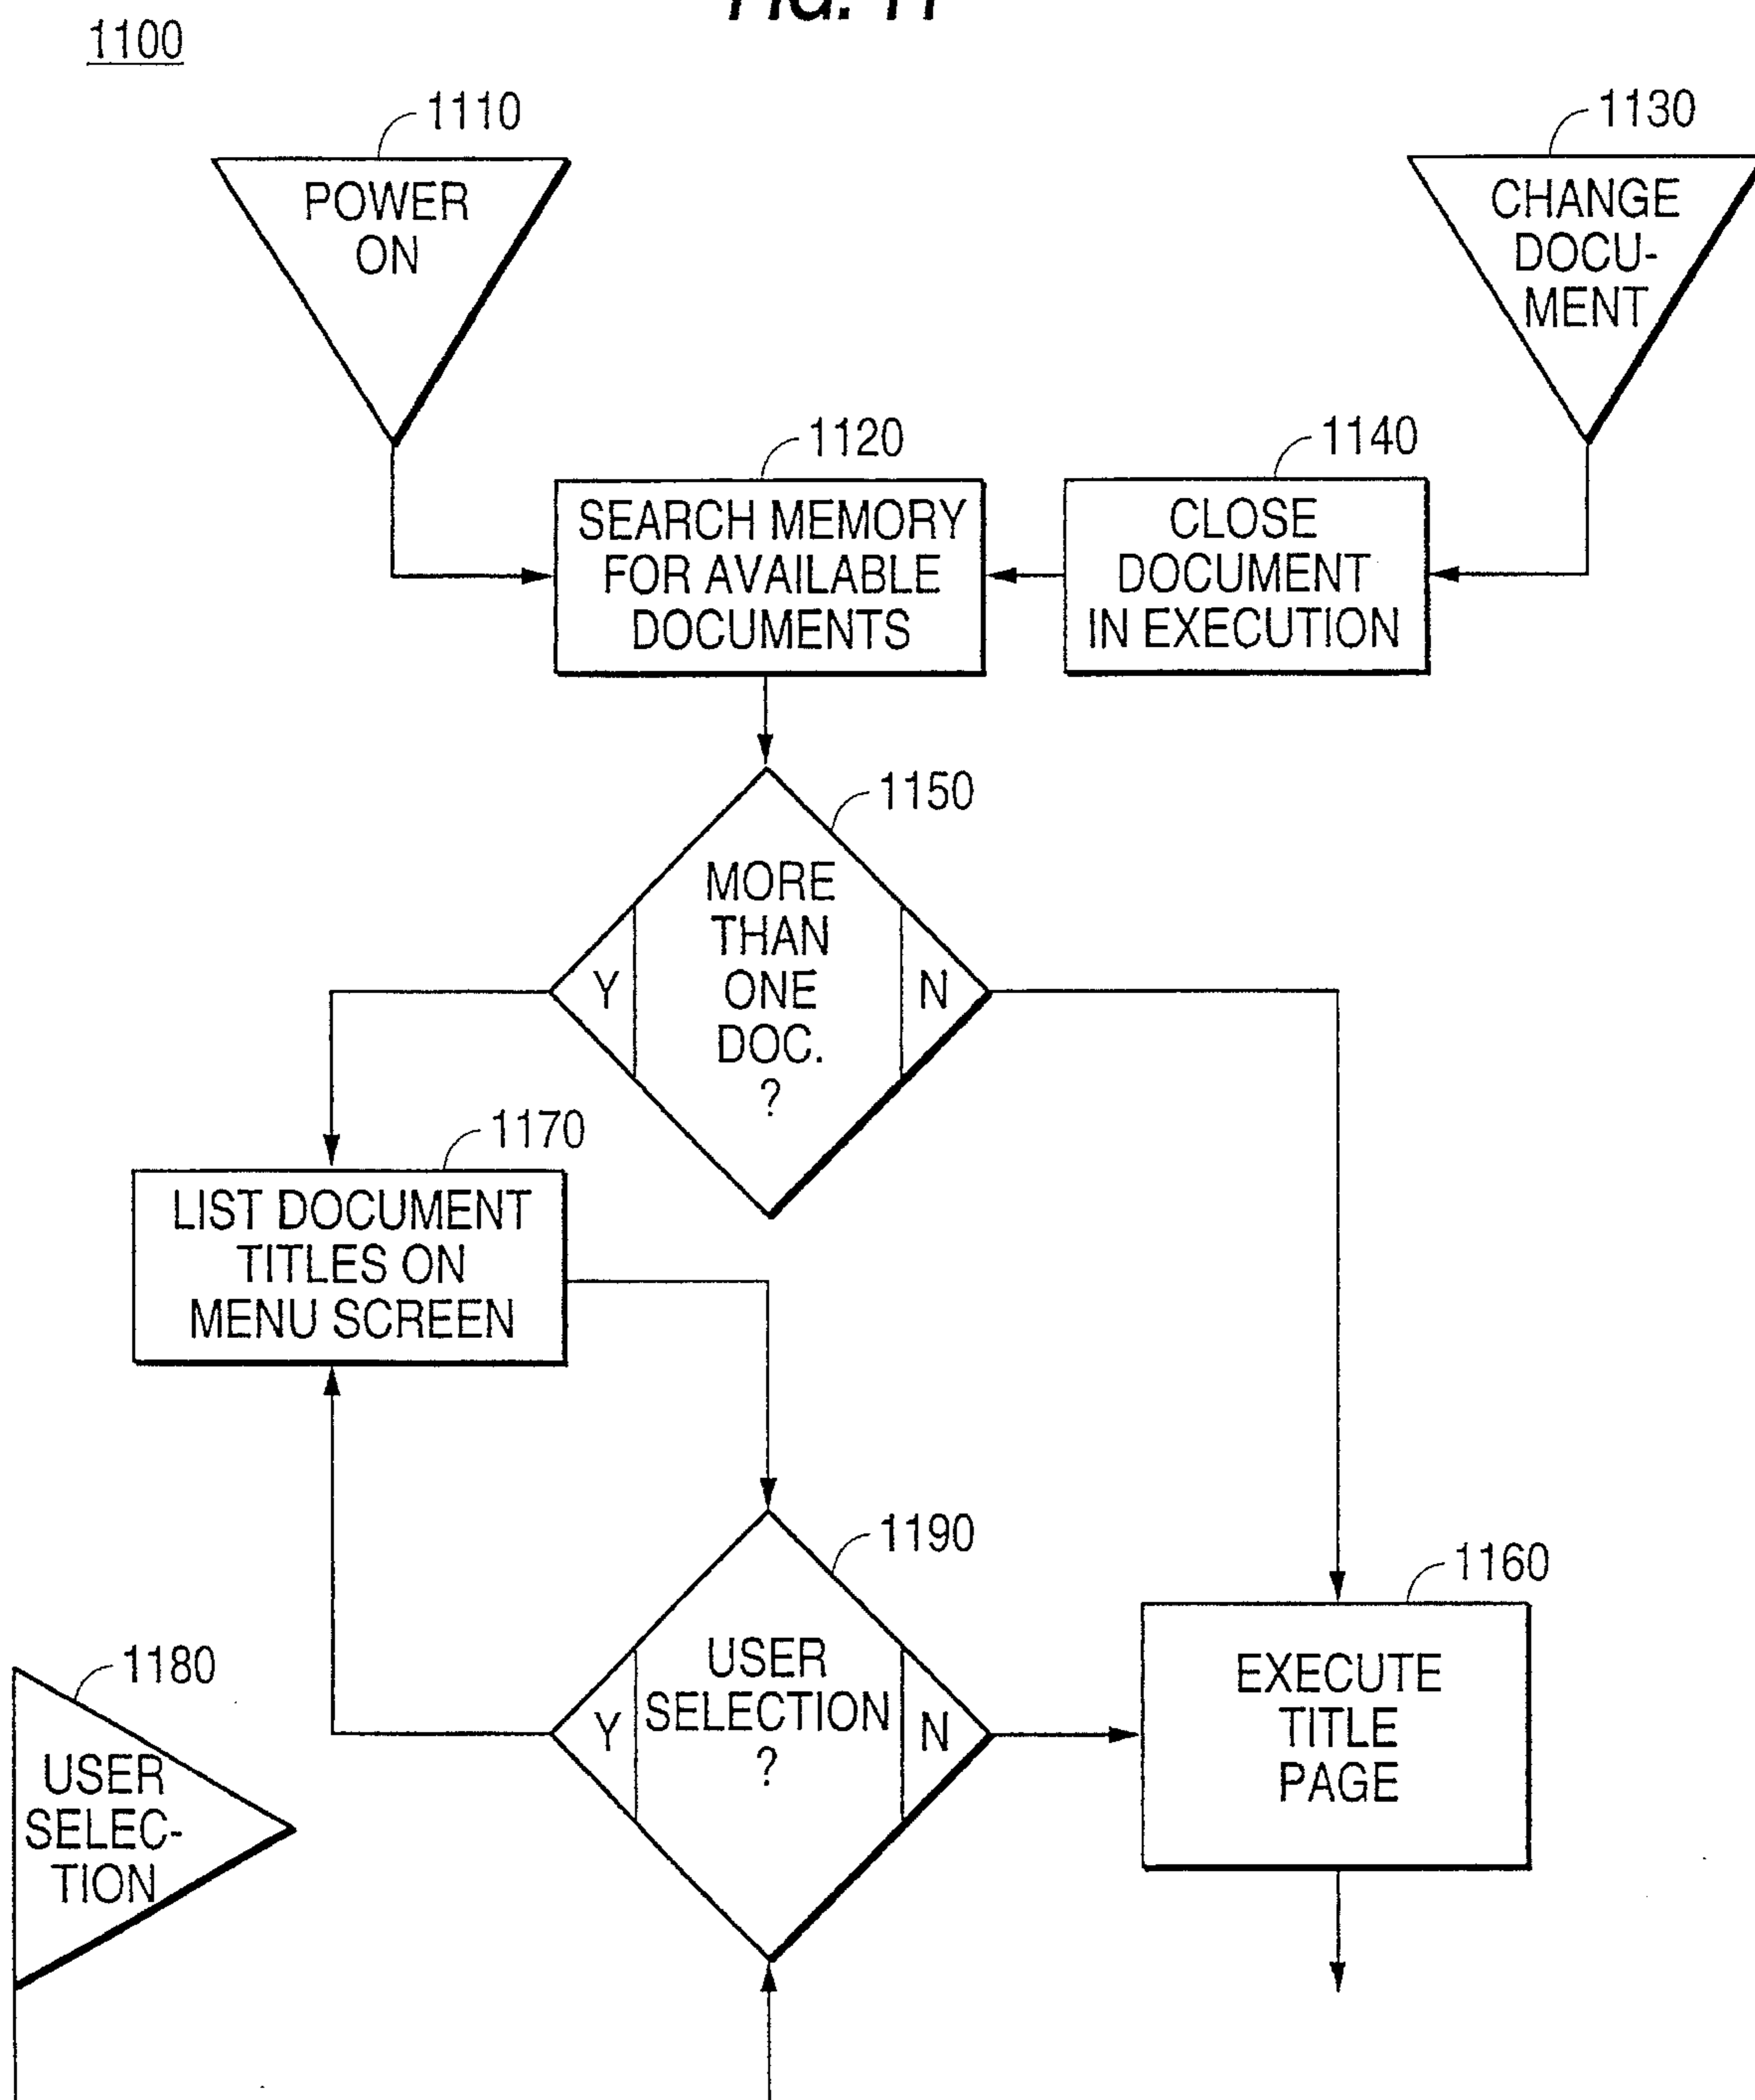 FIG. 11
1100
1110
POWER
ON
1130
CHANGE
DOCU-
MENT
1120
SEARCH MEMORY
FOR AVAILABLE
DOCUMENTS
1140
CLOSE
DOCUMENT
IN EXECUTION
1150
MORE
THAN
ONE
DOC.
?
Y
N
1170
LIST DOCUMENT
TITLES ON
MENU SCREEN
1190
USER
SELECTION
?
Y
N
1160
EXECUTE
TITLE
PAGE
1180
USER
SELEC-
TION